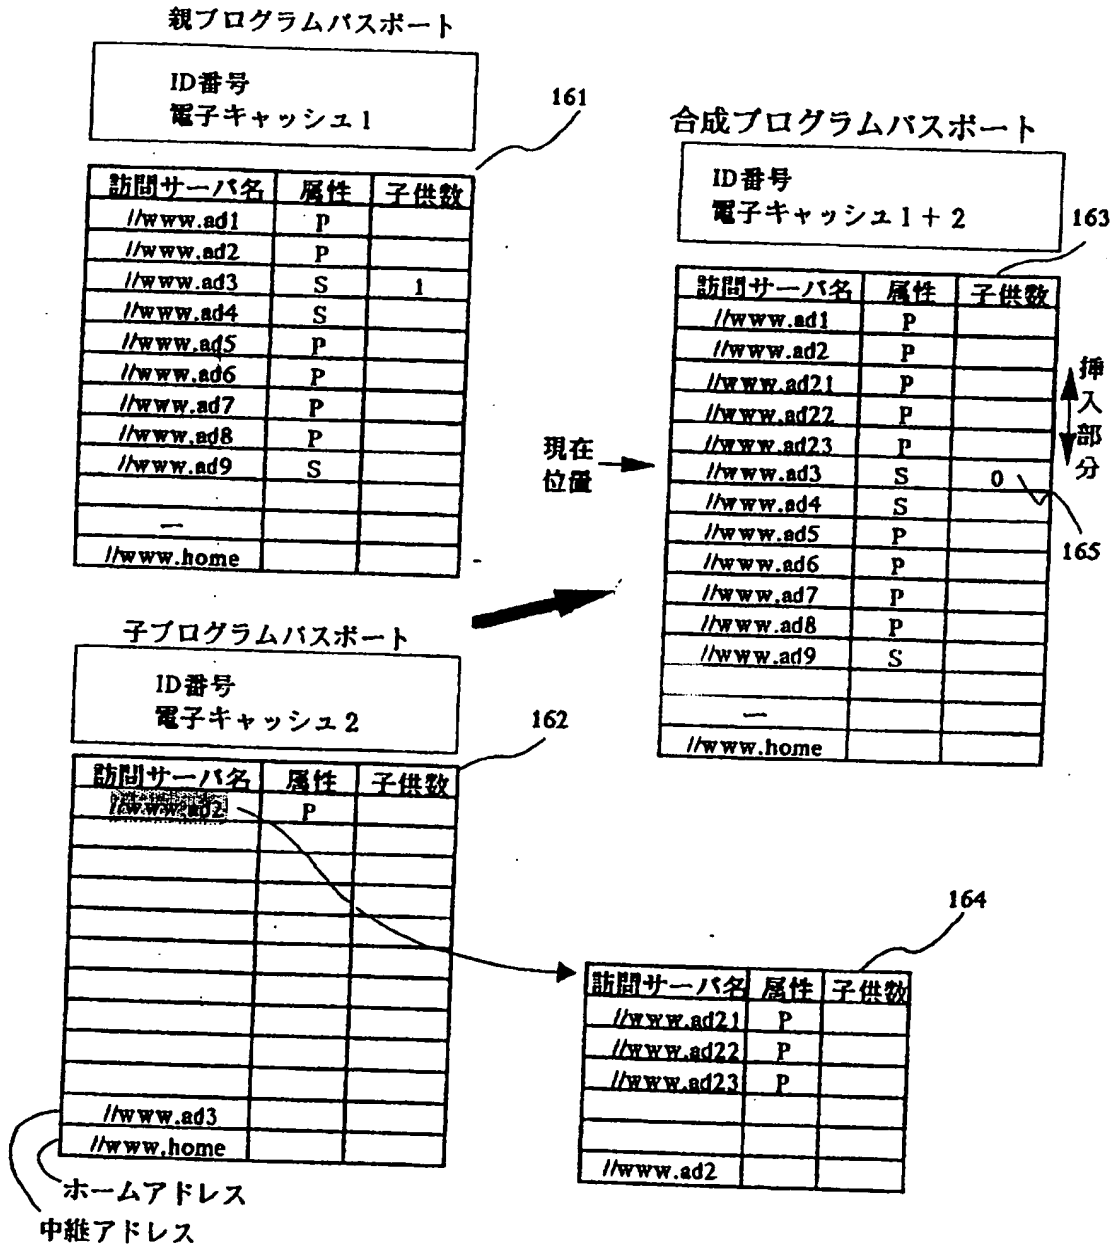 親プログラムパスポート
ID番号
電子キャッシュ1
161
訪問サーバ名 属性 子供数
//www.ad1 P
//www.ad2 P
//www.ad3 S 1
//www.ad4 S
//www.ad5 P
//www.ad6 P
//www.ad7 P
//www.ad8 P
//www.ad9 S
—
//www.home
合成プログラムパスポート
ID番号
電子キャッシュ1+2
163
訪問サーバ名 属性 子供数
//www.ad1 P
//www.ad2 P
//www.ad21 P
//www.ad22 P
//www.ad23 P
//www.ad3 S 0
//www.ad4 S
//www.ad5 P
//www.ad6 P
//www.ad7 P
//www.ad8 P
//www.ad9 S
—
//www.home
挿入部分
現在
位置
165
子プログラムパスポート
ID番号
電子キャッシュ2
162
訪問サーバ名 属性 子供数
//www.ad2 P
//www.ad3
//www.home
ホームアドレス
中継アドレス
164
訪問サーバ名 属性 子供数
//www.ad21 P
//www.ad22 P
//www.ad23 P
//www.ad2